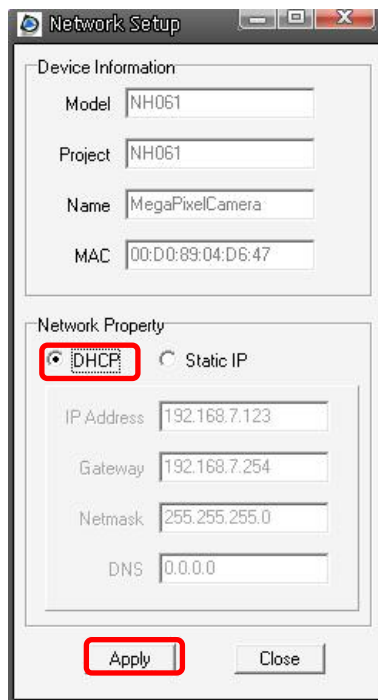 Network Setup
Device Information
Model NH061
Project NH061
Name MegaPixelCamera
MAC 00:D0:89:04:D6:47
Network Property
DHCP Static IP
IP Address 192.168.7.123
Gateway 192.168.7.254
Netmask 255.255.255.0
DNS 0.0.0.0
Apply Close